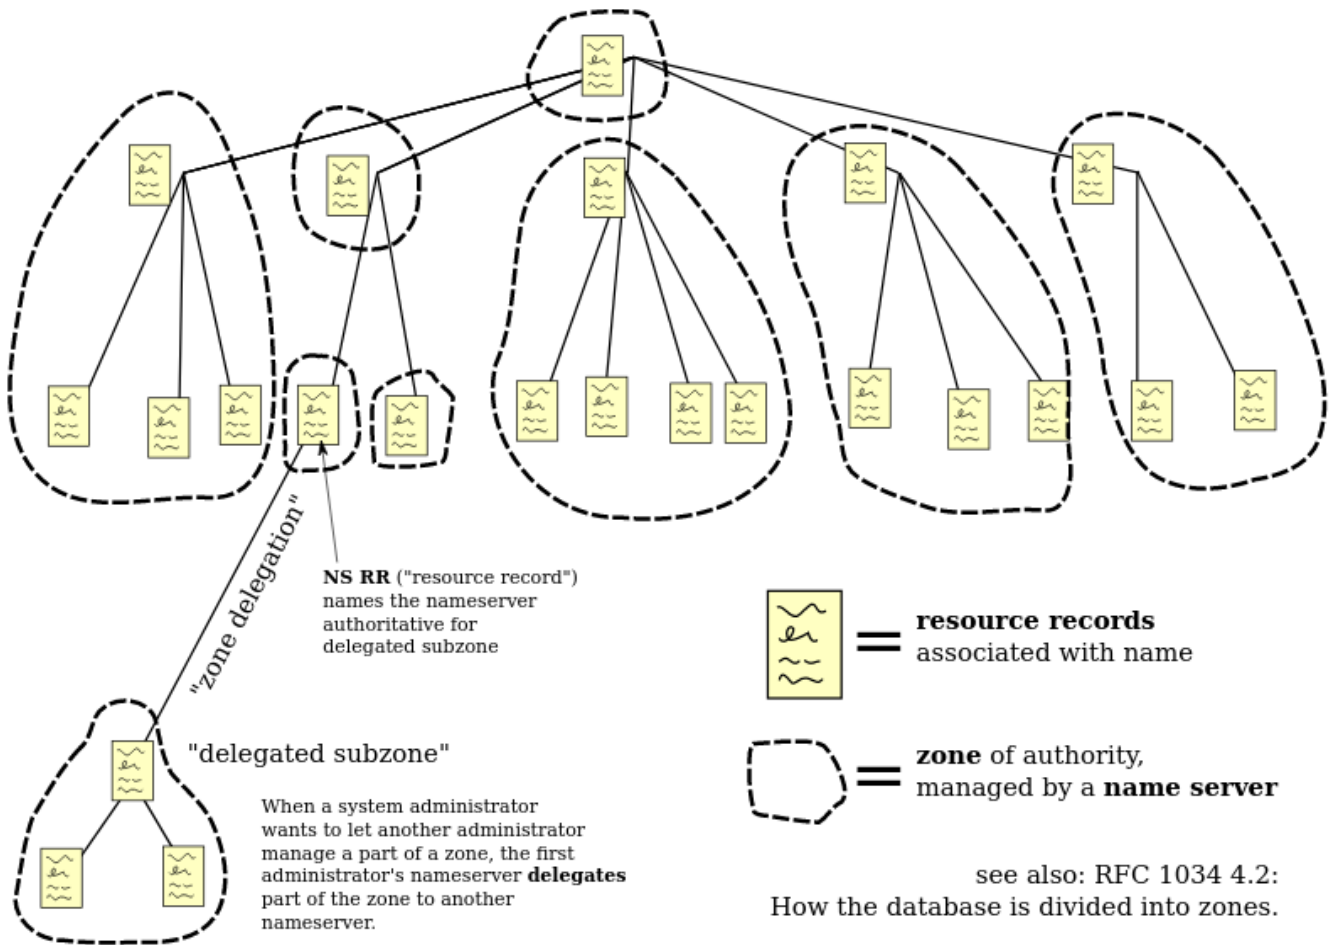 "zone delegation"
NS RR ("resource record")
names the nameserver
authoritative for
delegated subzone
resource records
associated with name
"delegated subzone"
zone of authority,
managed by a name server
When a system administrator
wants to let another administrator
manage a part of a zone, the first
administrator's nameserver delegates
part of the zone to another
nameserver.
see also: RFC 1034 4.2:
How the database is divided into zones.